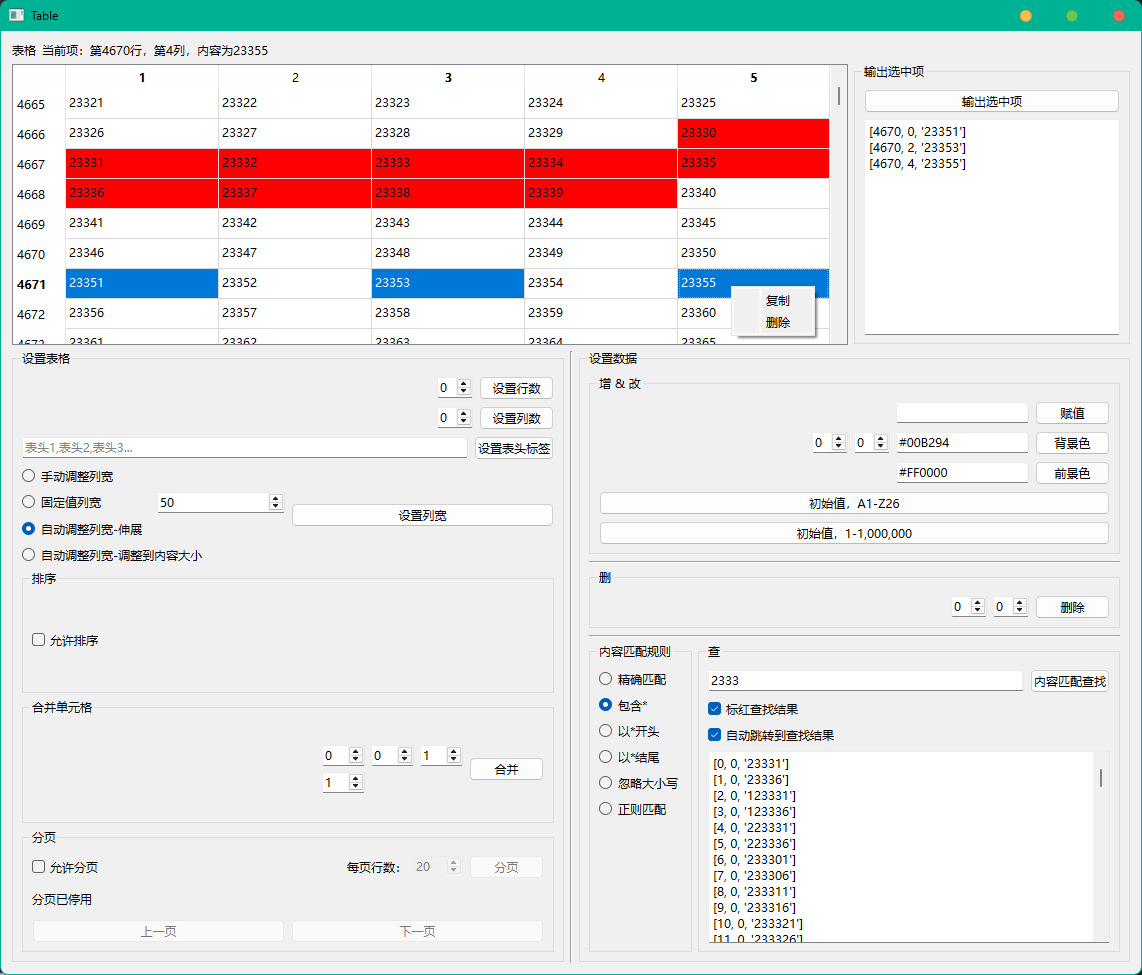 Table
表格 当前项：第4670行，第4列，内容为23355
1 2 3 4 5
4665 23321 23322 23323 23324 23325
4666 23326 23327 23328 23329 23330
4667 23331 23332 23333 23334 23335
4668 23336 23337 23338 23339 23340
4669 23341 23342 23343 23344 23345
4670 23346 23347 23348 23349 23350
4671 23351 23352 23353 23354 23355
4672 23356 23357 23358 23359 23360
4673 23361 23362 23363 23364 23365
复制
删除
输出选中项
输出选中项
[4670, 0, '23351']
[4670, 2, '23353']
[4670, 4, '23355']
设置表格
0 设置行数
0 设置列数
表头1,表头2,表头3... 设置表头标签
手动调整列宽
固定值列宽 50
设置列宽
自动调整列宽-伸展
自动调整列宽-调整到内容大小
排序
允许排序
合并单元格
0 0 1
1
合并
分页
允许分页 每页行数： 20 分页
分页已停用
上一页 下一页
设置数据
增 & 改
赋值
0 0 #00B294 背景色
#FF0000 前景色
初始值，A1-Z26
初始值，1-1,000,000
删
0 0 删除
内容匹配规则
精确匹配
包含*
以*开头
以*结尾
忽略大小写
正则匹配
查
2333 内容匹配查找
标红查找结果
自动跳转到查找结果
[0, 0, '23331']
[1, 0, '23336']
[2, 0, '123331']
[3, 0, '123336']
[4, 0, '223331']
[5, 0, '223336']
[6, 0, '233301']
[7, 0, '233306']
[8, 0, '233311']
[9, 0, '233316']
[10, 0, '233321']
[11, 0, '233326']